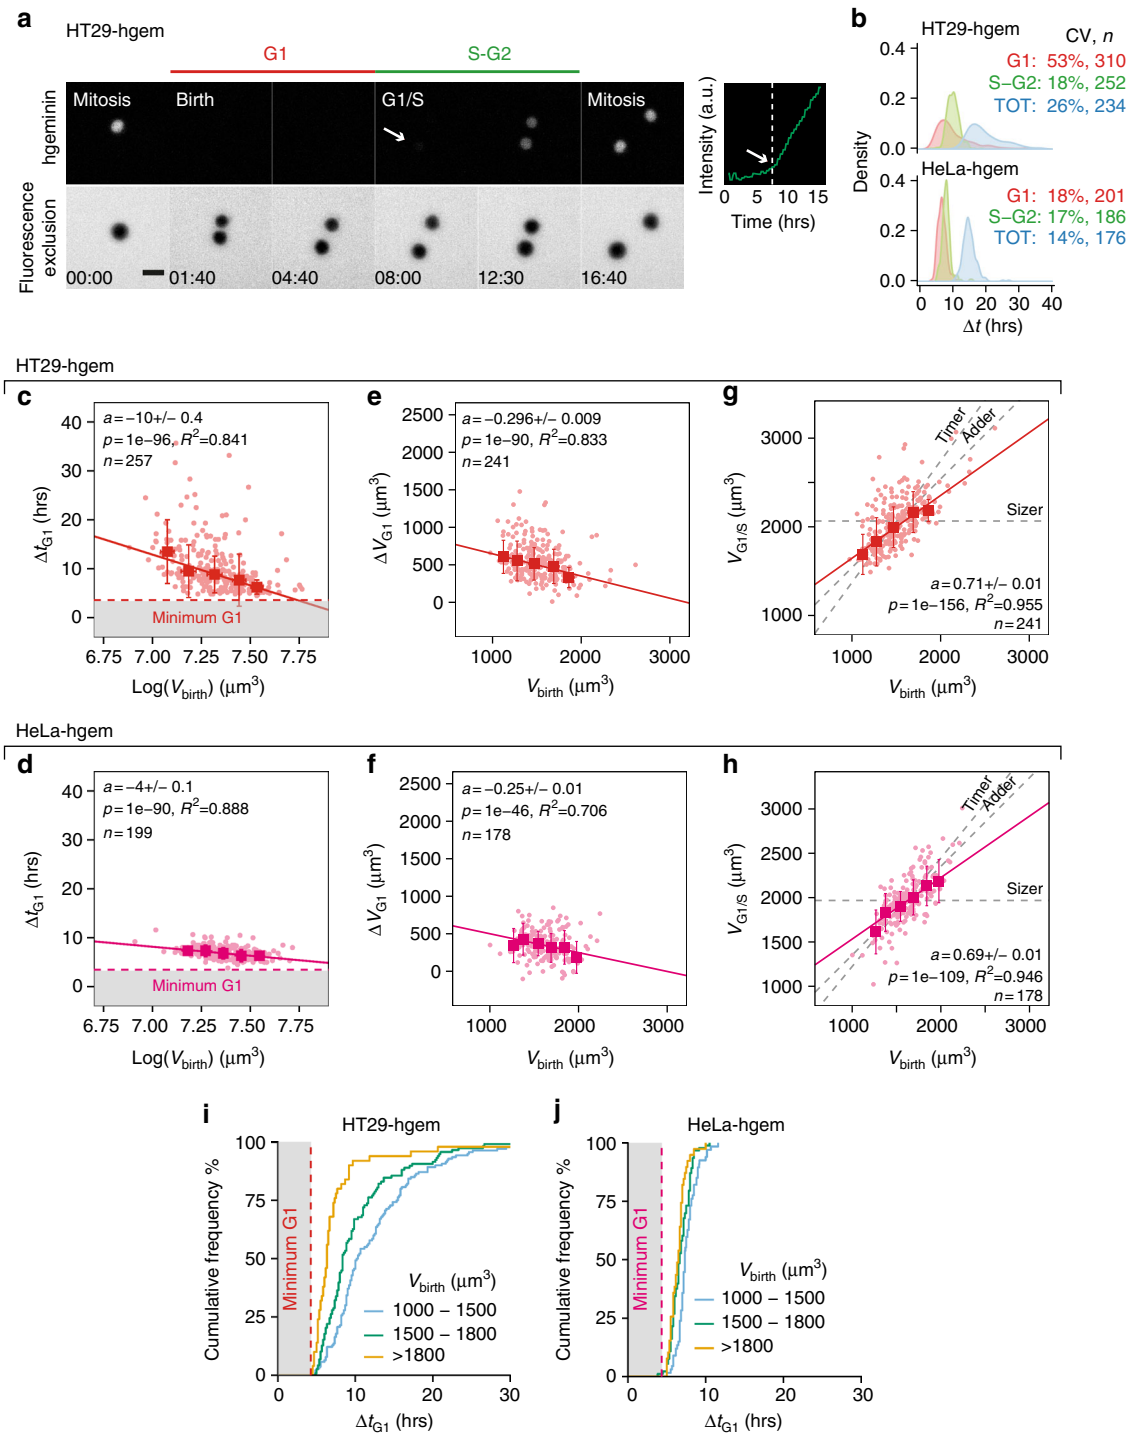 a
HT29-hgem
G1
S-G2
hgeminin
Mitosis
Birth
G1/S
Mitosis
Fluorescence
exclusion
00:00
01:40
04:40
08:00
12:30
16:40
Intensity (a.u.)
0 5 10 15
Time (hrs)
b
HT29-hgem
CV, n
G1: 53%, 310
S–G2: 18%, 252
TOT: 26%, 234
0.4
0.2
0.0
Density
HeLa-hgem
G1: 18%, 201
S–G2: 17%, 186
TOT: 14%, 176
0.4
0.2
0.0
0 10 20 30 40
Δt (hrs)
HT29-hgem
c
a=−10+/− 0.4
p=1e−96, R²=0.841
n=257
40
30
20
10
0
ΔtG1 (hrs)
Minimum G1
6.75 7.00 7.25 7.50 7.75
Log(Vbirth) (μm³)
e
a=−0.296+/− 0.009
p=1e−90, R²=0.833
n=241
2500
2000
1500
1000
500
0
ΔVG1 (μm³)
1000 2000 3000
Vbirth (μm³)
g
Timer
Adder
Sizer
3000
2000
1000
VG1/S (μm³)
a=0.71+/− 0.01
p=1e−156, R²=0.955
n=241
1000 2000 3000
Vbirth (μm³)
HeLa-hgem
d
a=−4+/− 0.1
p=1e−90, R²=0.888
n=199
40
30
20
10
0
ΔtG1 (hrs)
Minimum G1
6.75 7.00 7.25 7.50 7.75
Log(Vbirth) (μm³)
f
a=−0.25+/− 0.01
p=1e−46, R²=0.706
n=178
2500
2000
1500
1000
500
0
ΔVG1 (μm³)
1000 2000 3000
Vbirth (μm³)
h
Timer
Adder
Sizer
3000
2500
2000
1500
1000
VG1/S (μm³)
a=0.69+/− 0.01
p=1e−109, R²=0.946
n=178
1000 2000 3000
Vbirth (μm³)
i
HT29-hgem
100
75
50
25
0
Cumulative frequency %
Minimum G1
Vbirth (μm³)
1000 – 1500
1500 – 1800
>1800
0 10 20 30
ΔtG1 (hrs)
j
HeLa-hgem
100
75
50
25
0
Cumulative frequency %
Minimum G1
Vbirth (μm³)
1000 – 1500
1500 – 1800
>1800
0 10 20 30
ΔtG1 (hrs)